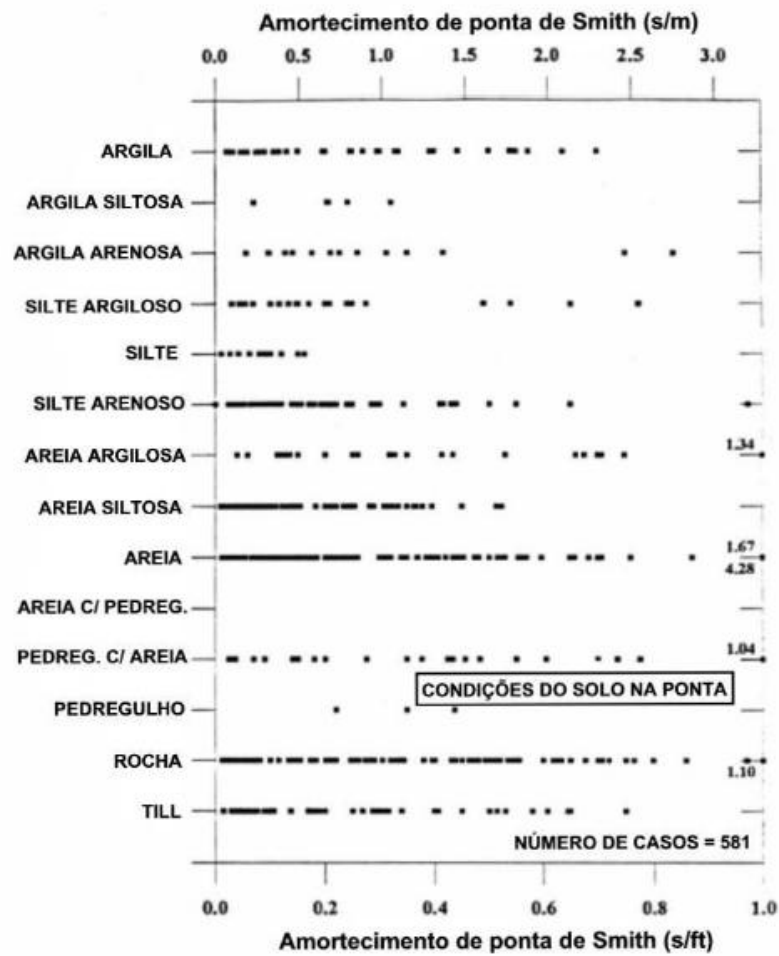 Amortecimento de ponta de Smith (s/m)
0.0 0.5 1.0 1.5 2.0 2.5 3.0
ARGILA
ARGILA SILTOSA
ARGILA ARENOSA
SILTE ARGILOSO
SILTE
SILTE ARENOSO
AREIA ARGILOSA 1.34
AREIA SILTOSA
AREIA 1.67
4.28
AREIA C/ PEDREG.
PEDREG. C/ AREIA 1.04
CONDIÇÕES DO SOLO NA PONTA
PEDREGULHO
ROCHA 1.10
TILL
NÚMERO DE CASOS = 581
0.0 0.2 0.4 0.6 0.8 1.0
Amortecimento de ponta de Smith (s/ft)